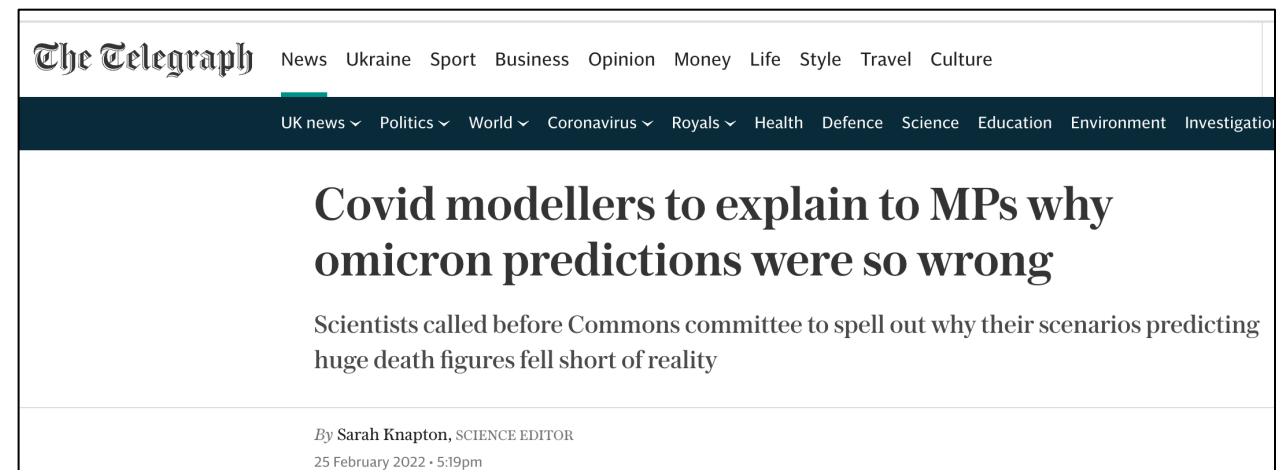 The Telegraph News Ukraine Sport Business Opinion Money Life Style Travel Culture
UK news Politics World Coronavirus Royals Health Defence Science Education Environment
Covid modellers to explain to MPs why
omicron predictions were so wrong
Scientists called before Commons committee to spell out why their scenarios predicting
huge death figures fell short of reality
By Sarah Knapton, SCIENCE EDITOR
25 February 2022 • 5:19pm